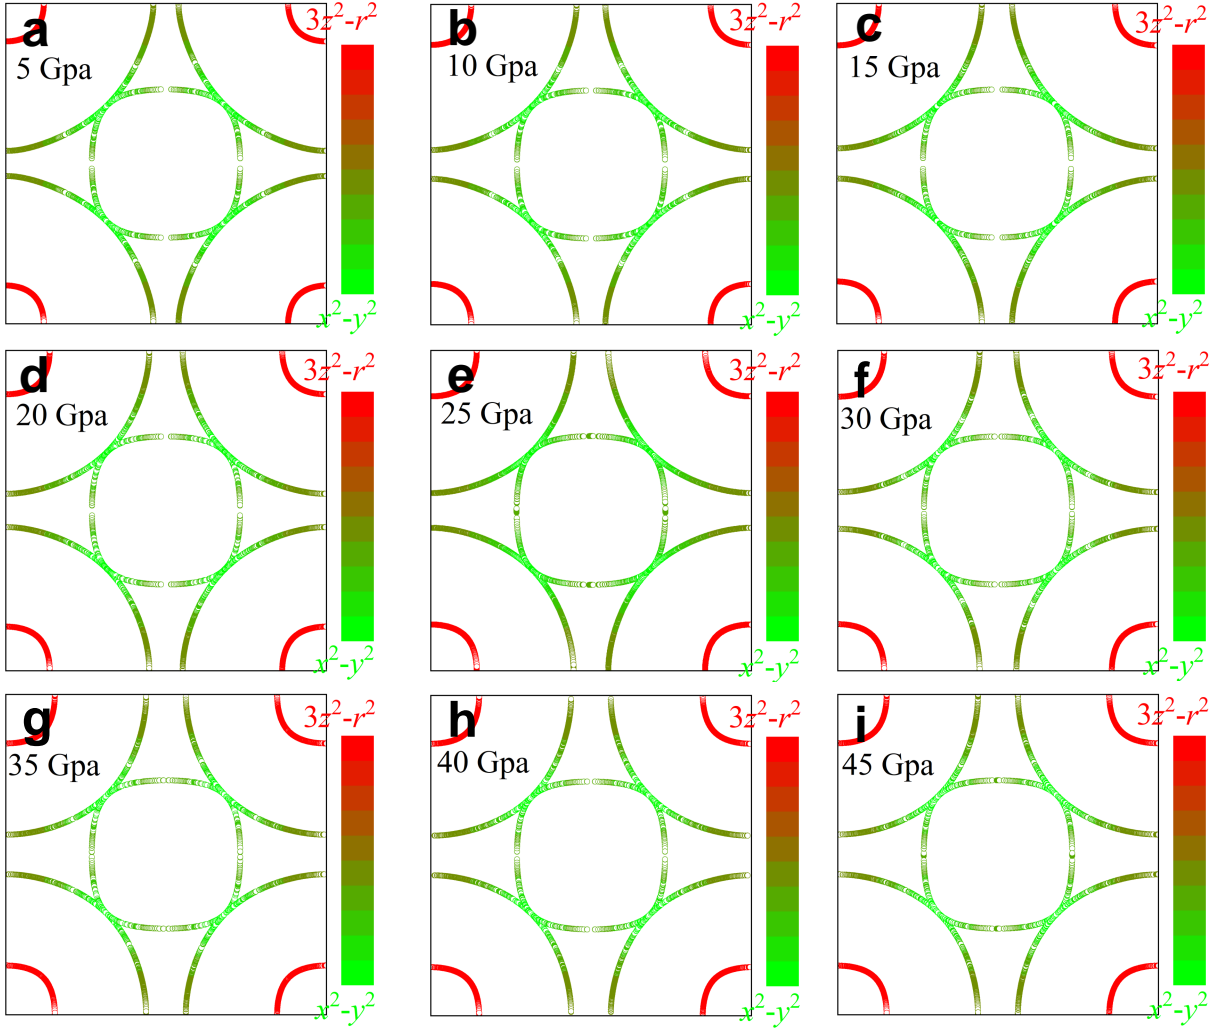 a
3z²-r²
5 Gpa
x²-y²
b
3z²-r²
10 Gpa
x²-y²
c
3z²-r²
15 Gpa
x²-y²
d
3z²-r²
20 Gpa
x²-y²
e
3z²-r²
25 Gpa
x²-y²
f
3z²-r²
30 Gpa
x²-y²
g
3z²-r²
35 Gpa
x²-y²
h
3z²-r²
40 Gpa
x²-y²
i
3z²-r²
45 Gpa
x²-y²